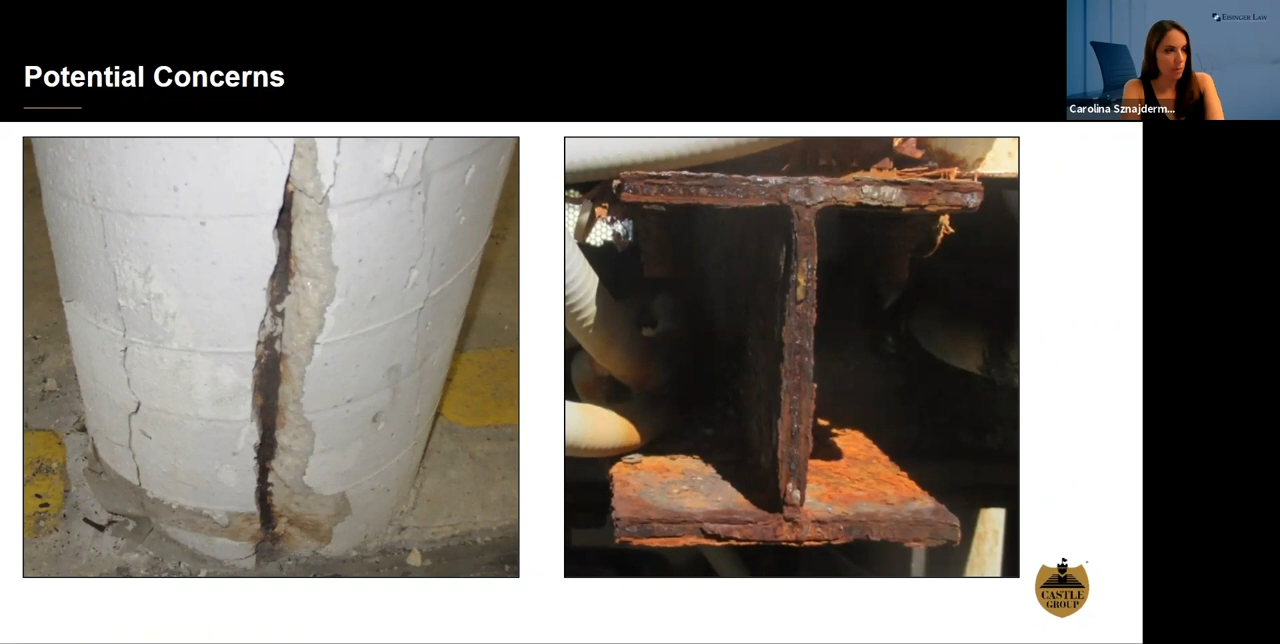 Potential Concerns
EISINGER LAW
Carolina Sznajderm...
CASTLE
GROUP